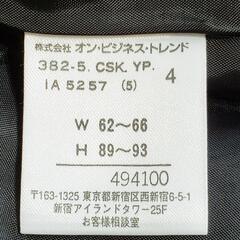 株式会社 オン・ビジネス・トレンド
382-5. CSK. YP.
4
IA 5257 (5)
W 62〜66
H 89〜93
494100
〒163-1325 東京都新宿区西新宿6-5-1
新宿アイランドタワー25F
お客様相談室